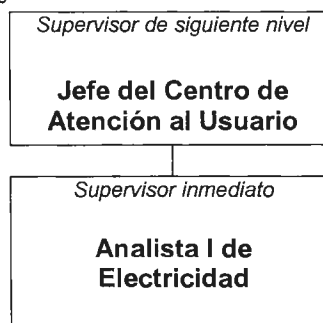 Supervisor de siguiente nivel
Jefe del Centro de
Atención al Usuario
Supervisor inmediato
Analista I de
Electricidad